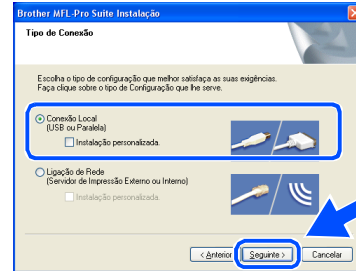 Brother MFL-Pro Suite Instalação
Tipo de Conexão
Escolha o tipo de configuração que melhor satisfaça as suas exigências.
Faça clique sobre o tipo de Configuração que lhe serve.
Conexão Local
(USB ou Paralela)
Instalação personalizada.
Ligação de Rede
(Servidor de Impressão Externo ou Interno)
Instalação personalizada.
< Anterior Seguinte > Cancelar